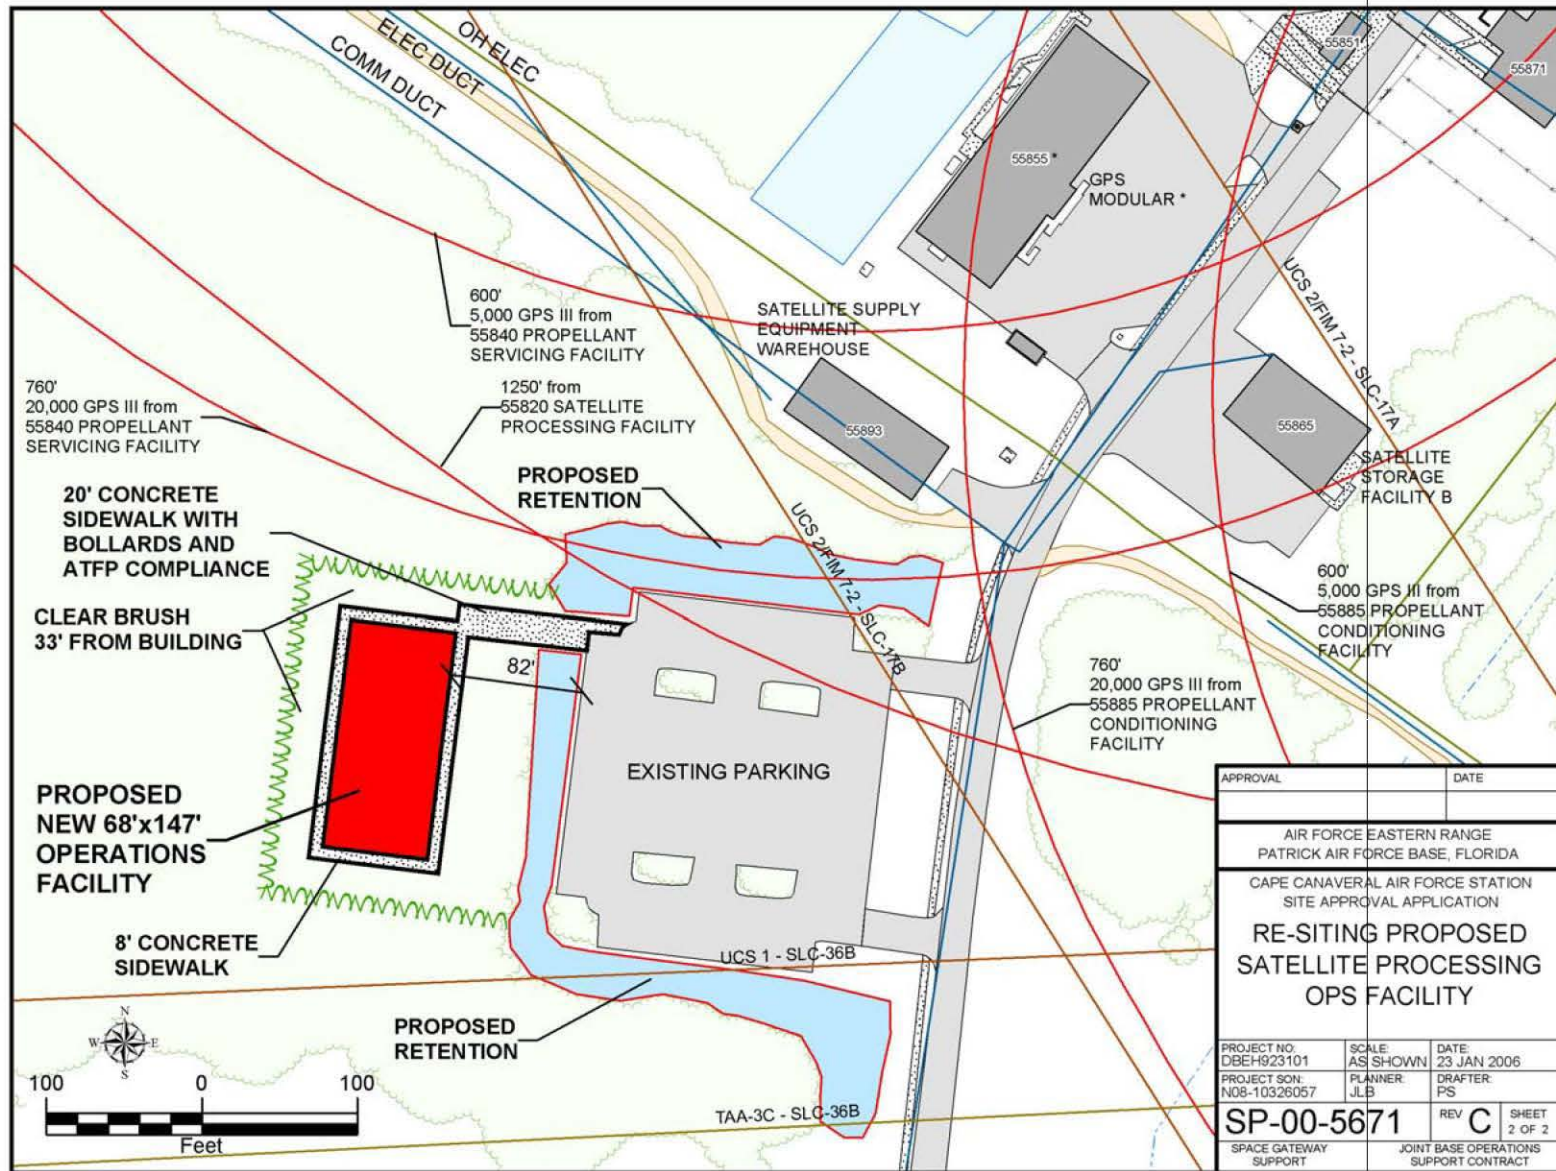 OH ELEC
ELEC DUCT
COMM DUCT
55851
55871
55855 *
GPS
MODULAR *
UCS 2/FIM 7-2 - SLC-17A
600'
5,000 GPS III from
55840 PROPELLANT
SERVICING FACILITY
SATELLITE SUPPLY
EQUIPMENT
WAREHOUSE
760'
20,000 GPS III from
55840 PROPELLANT
SERVICING FACILITY
1250' from
55820 SATELLITE
PROCESSING FACILITY
55893
55865
SATELLITE
STORAGE
FACILITY B
PROPOSED
RETENTION
20' CONCRETE
SIDEWALK WITH
BOLLARDS AND
ATFP COMPLIANCE
UCS 2/FIM 7-2 - SLC-17B
600'
5,000 GPS III from
55885 PROPELLANT
CONDITIONING
FACILITY
CLEAR BRUSH
33' FROM BUILDING
82'
760'
20,000 GPS III from
55885 PROPELLANT
CONDITIONING
FACILITY
EXISTING PARKING
PROPOSED
NEW 68'x147'
OPERATIONS
FACILITY
8' CONCRETE
SIDEWALK
UCS 1 - SLC-36B
PROPOSED
RETENTION
TAA-3C - SLC-36B
N
W
E
S
100 0 100
Feet
APPROVAL DATE
AIR FORCE EASTERN RANGE
PATRICK AIR FORCE BASE, FLORIDA
CAPE CANAVERAL AIR FORCE STATION
SITE APPROVAL APPLICATION
RE-SITING PROPOSED
SATELLITE PROCESSING
OPS FACILITY
PROJECT NO: SCALE: DATE:
DBEH923101 AS SHOWN 23 JAN 2006
PROJECT SON: PLANNER: DRAFTER:
N08-10326057 JLB PS
SP-00-5671 REV C SHEET
2 OF 2
SPACE GATEWAY
SUPPORT
JOINT BASE OPERATIONS
SUPPORT CONTRACT